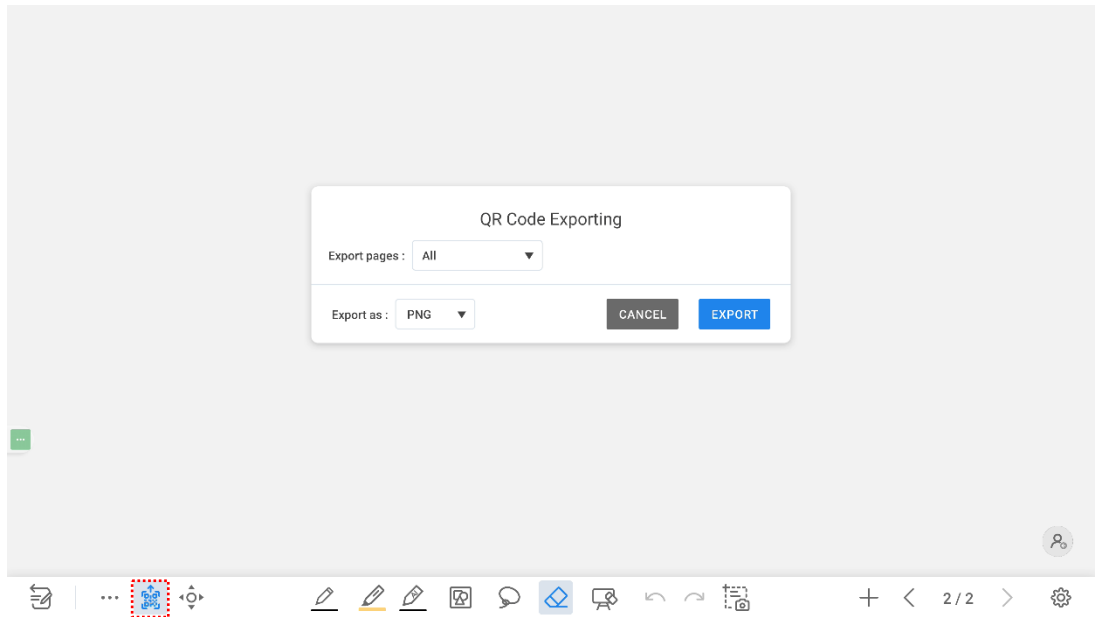 QR Code Exporting
Export pages : All
Export as : PNG CANCEL EXPORT
2 / 2